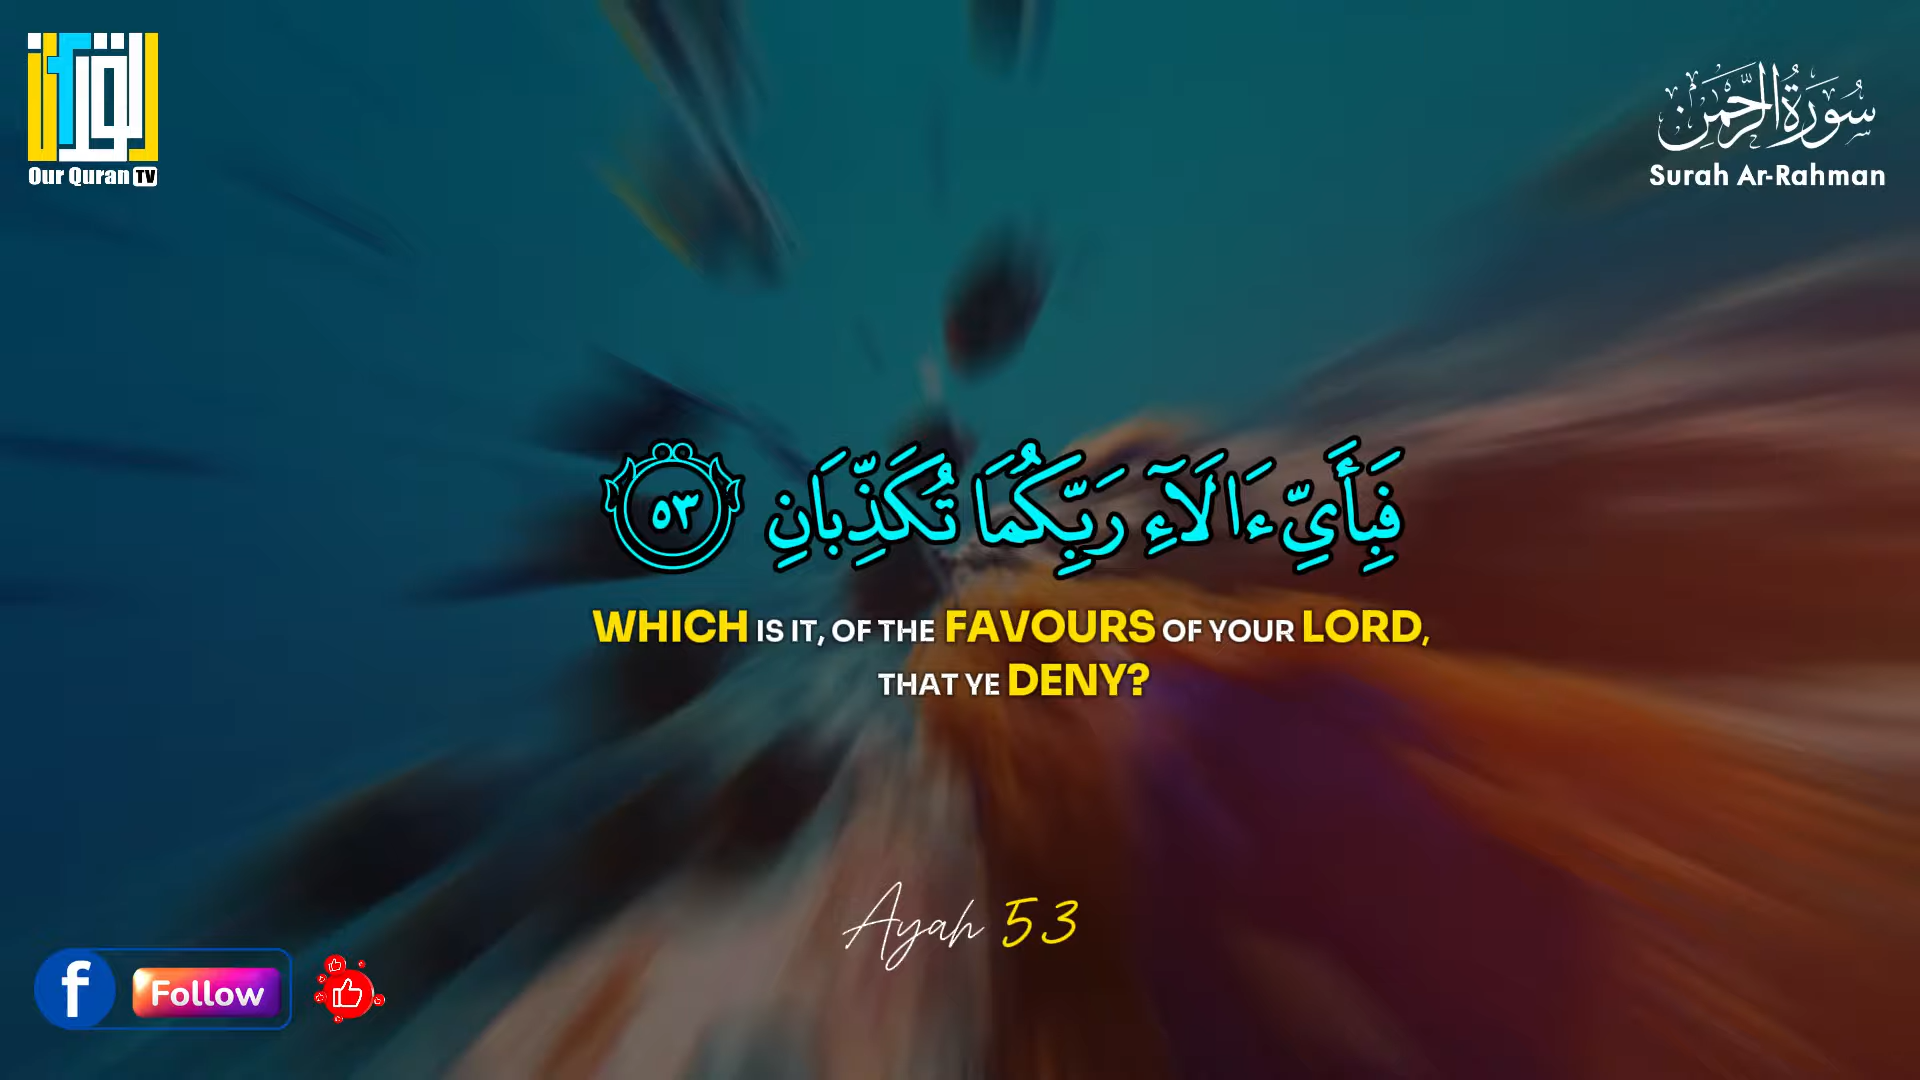 القرآن
Our Quran TV
سُورَةُ الرَّحْمَٰن
Surah Ar-Rahman
فَبِأَيِّ ءَالَآءِ رَبِّكُمَا تُكَذِّبَانِ ٥٣
WHICH IS IT, OF THE FAVOURS OF YOUR LORD,
THAT YE DENY?
Ayah 53
f Follow